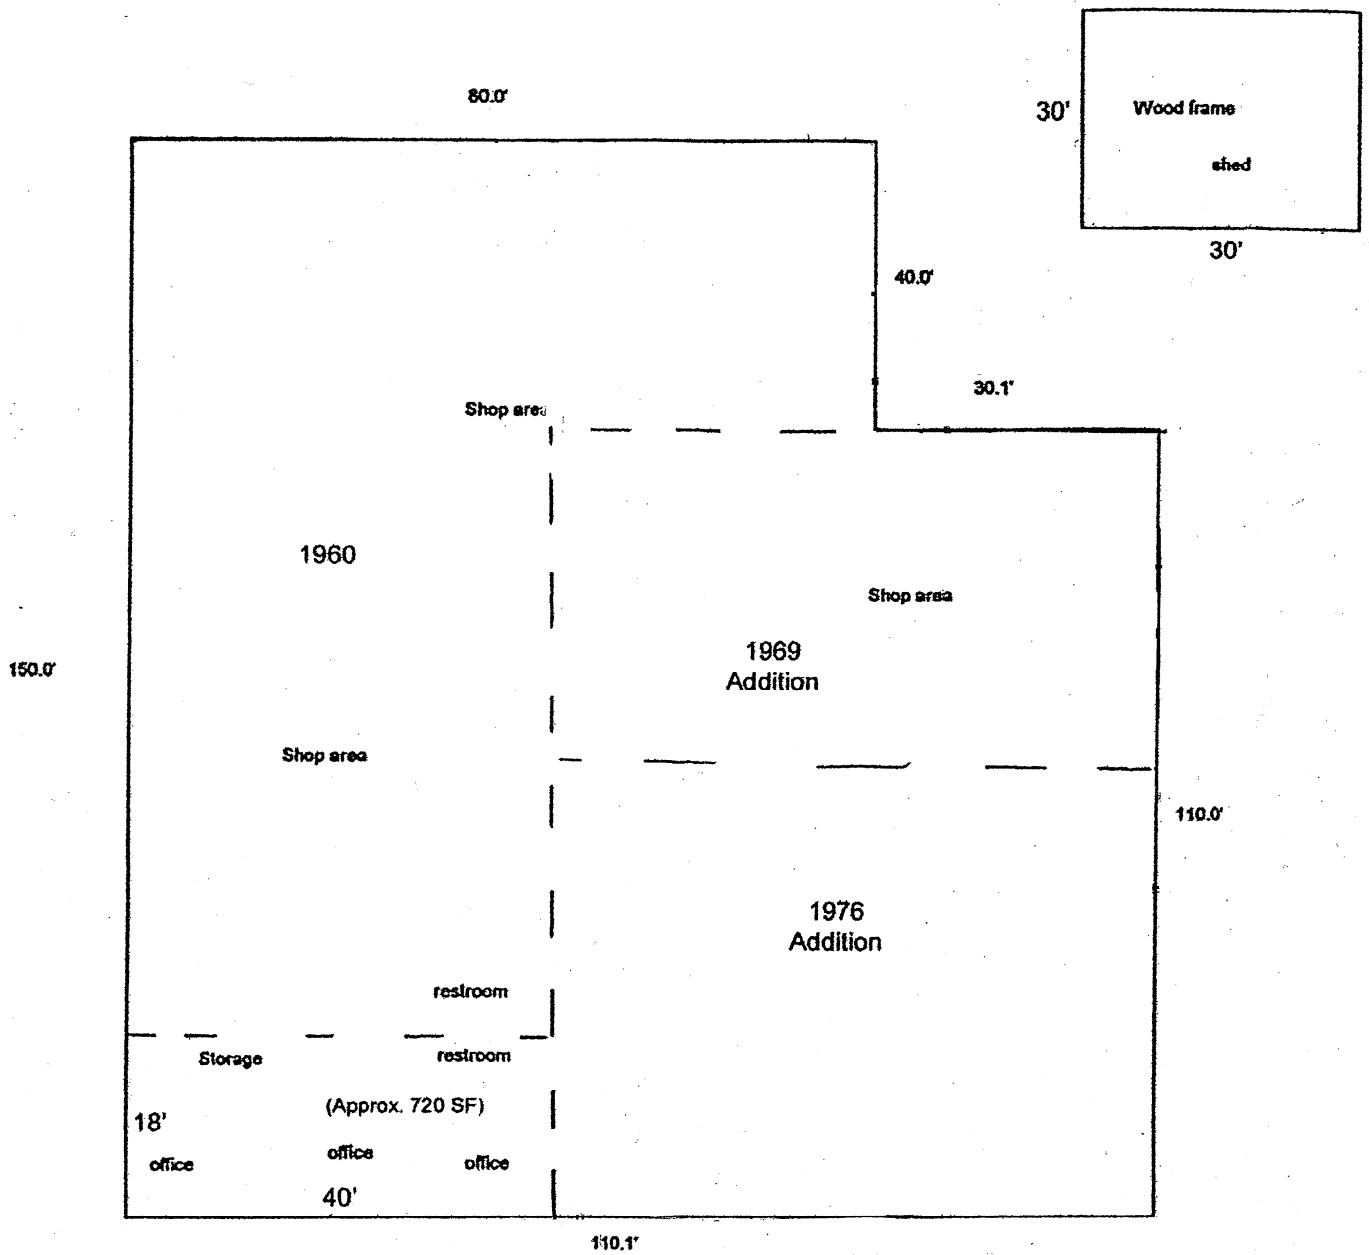 80.0'
30'
Wood frame
shed
30'
40.0'
30.1'
Shop area
1960
Shop area
1969
Addition
150.0'
Shop area
110.0'
1976
Addition
restroom
Storage
restroom
(Approx. 720 SF)
18'
office
office
office
40'
110.1'